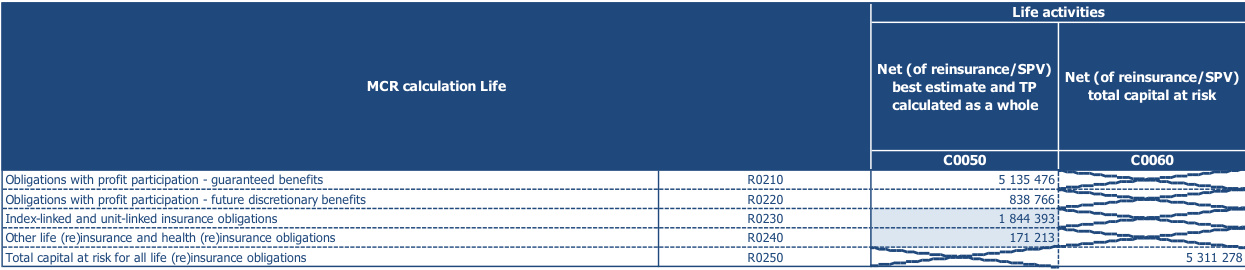 Life activities
MCR calculation Life
Net (of reinsurance/SPV)
best estimate and TP
calculated as a whole
Net (of reinsurance/SPV)
total capital at risk
C0050 C0060
Obligations with profit participation - guaranteed benefits R0210 5 135 476
Obligations with profit participation - future discretionary benefits R0220 838 766
Index-linked and unit-linked insurance obligations R0230 1 844 393
Other life (re)insurance and health (re)insurance obligations R0240 171 213
Total capital at risk for all life (re)insurance obligations R0250 5 311 278